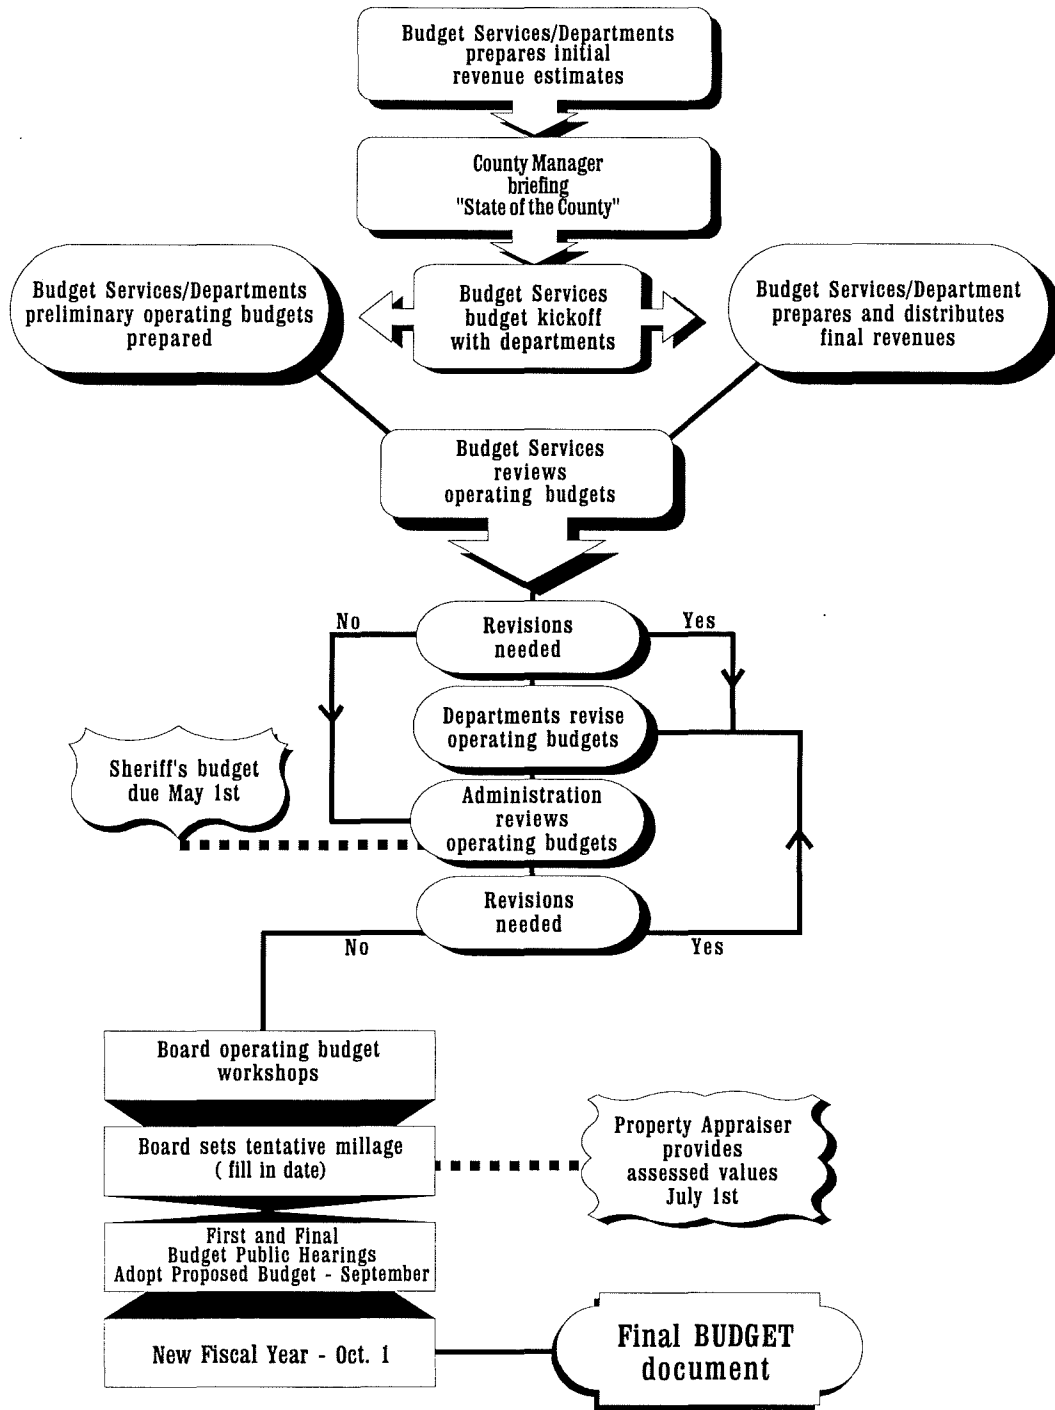 Budget Services/Departments
prepares initial
revenue estimates
County Manager
briefing
"State of the County"
Budget Services/Departments
preliminary operating budgets
prepared
Budget Services
budget kickoff
with departments
Budget Services/Department
prepares and distributes
final revenues
Budget Services
reviews
operating budgets
No
Revisions
needed
Yes
Departments revise
operating budgets
Sheriff's budget
due May 1st
Administration
reviews
operating budgets
Revisions
needed
No
Yes
Board operating budget
workshops
Board sets tentative millage
( fill in date)
Property Appraiser
provides
assessed values
July 1st
First and Final
Budget Public Hearings
Adopt Proposed Budget - September
New Fiscal Year - Oct. 1
Final BUDGET
document